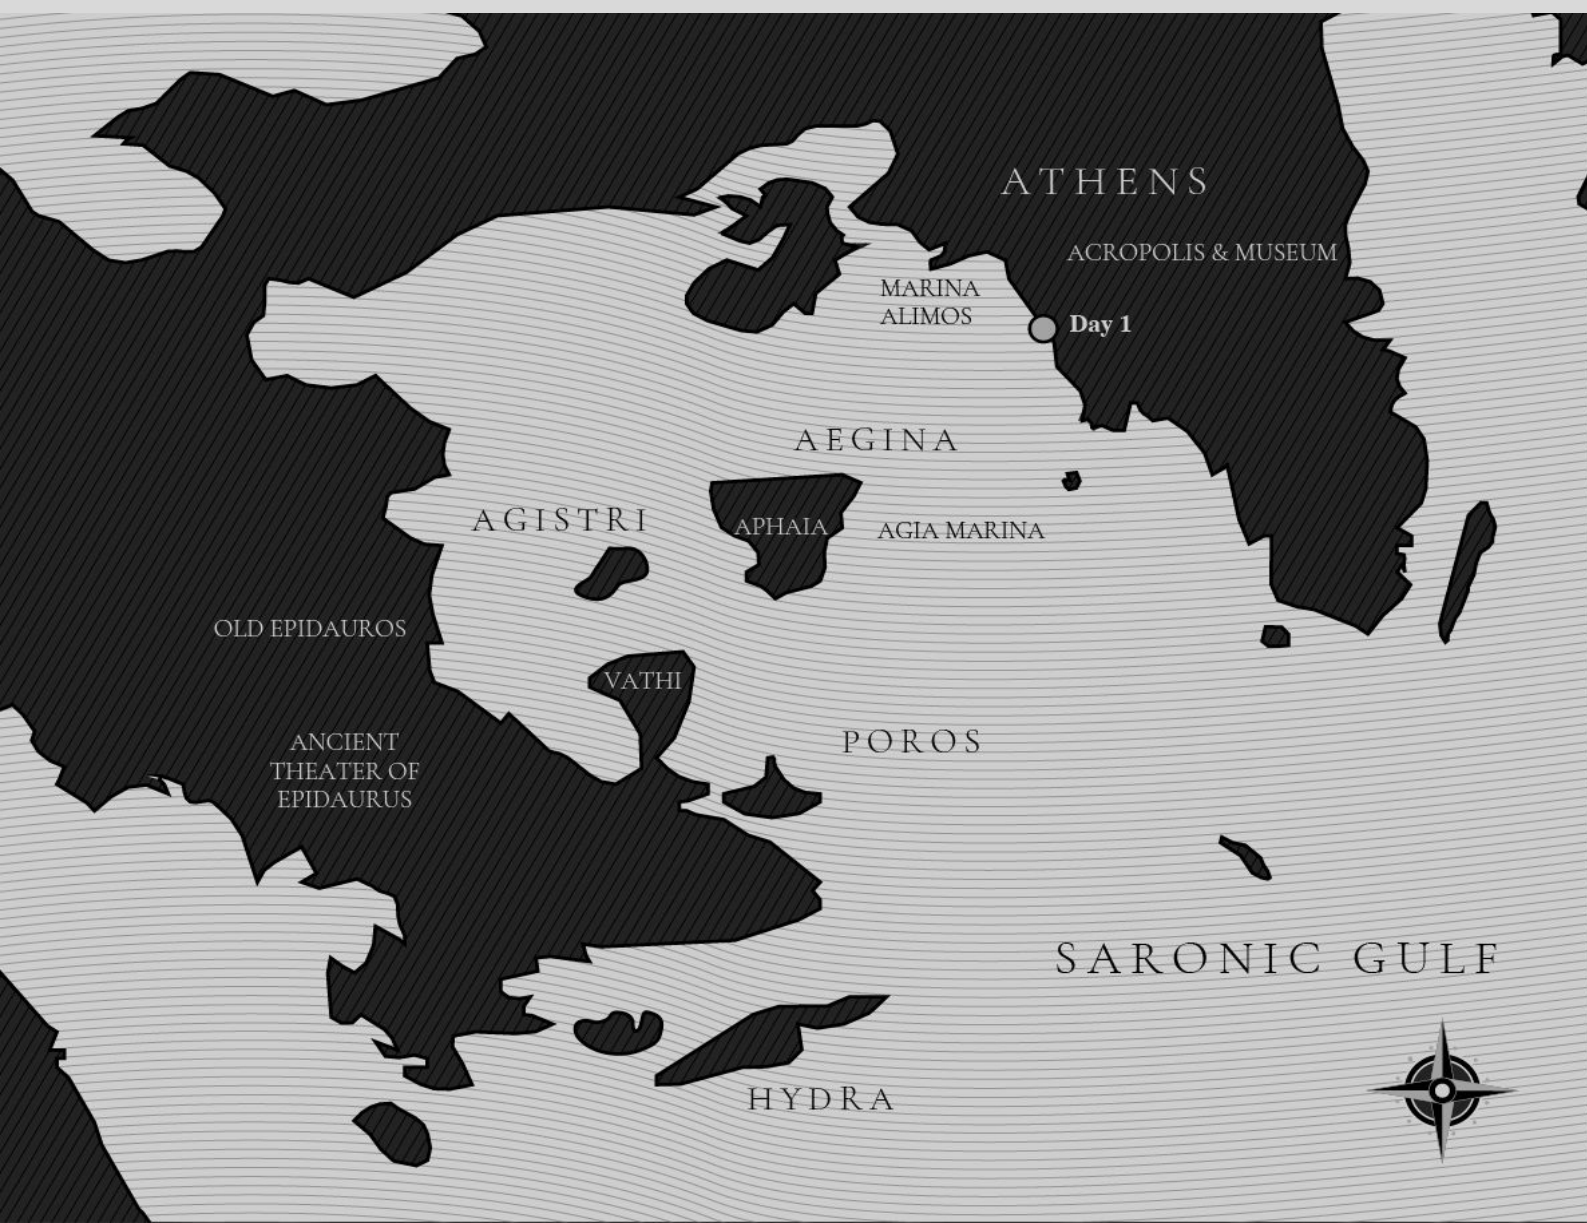 ATHENS
ACROPOLIS & MUSEUM
MARINA
ALIMOS
Day 1
AEGINA
AGISTRI
APHAIA
AGIA MARINA
OLD EPIDAUROS
VATHI
ANCIENT
THEATER OF
EPIDAURUS
POROS
SARONIC GULF
HYDRA